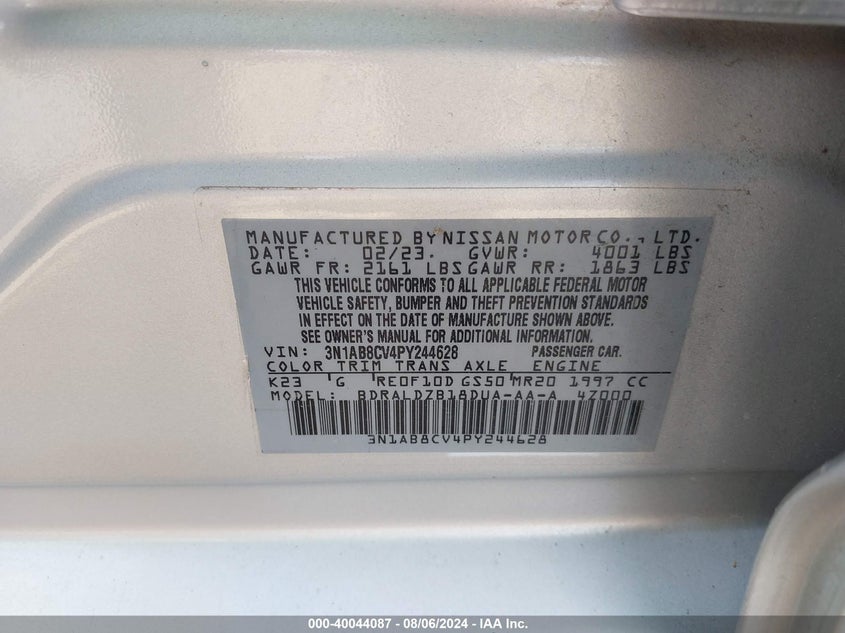 MANUFACTURED BY NISSAN MOTOR CO., LTD.
DATE: 02/23. GVWR: 4001 LBS
GAWR FR: 2161 LBS GAWR RR: 1863 LBS
THIS VEHICLE CONFORMS TO ALL APPLICABLE FEDERAL MOTOR
VEHICLE SAFETY, BUMPER AND THEFT PREVENTION STANDARDS
IN EFFECT ON THE DATE OF MANUFACTURE SHOWN ABOVE.
SEE OWNER'S MANUAL FOR ADDITIONAL INFORMATION.
VIN: 3N1AB8CV4PY244628 PASSENGER CAR.
COLOR TRIM TRANS AXLE ENGINE
K23 G RE0F10D GS50 MR20 1997 CC
MODEL: BDRALDZB18DUA-AA-A 4Z000
3N1AB8CV4PY244628
000-40044087 - 08/06/2024 - IAA Inc.